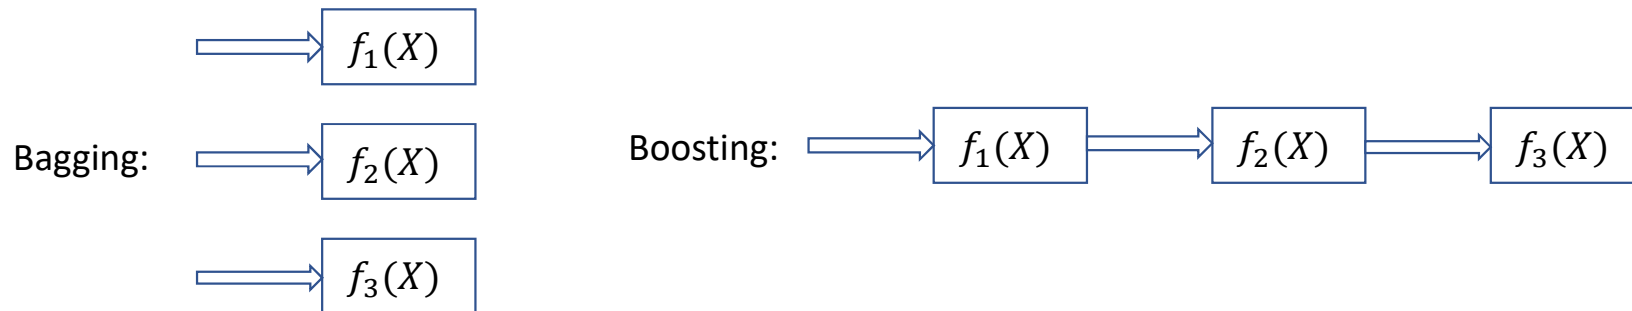 f₁(X)
Bagging:
f₂(X)
f₃(X)
Boosting:
f₁(X)
f₂(X)
f₃(X)